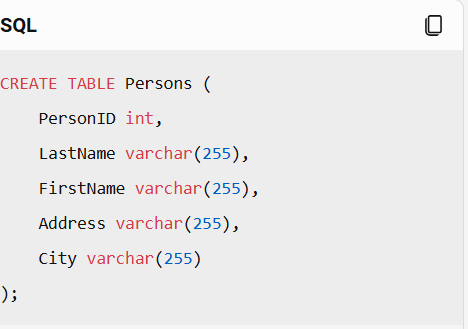 SQL
CREATE TABLE Persons (
    PersonID int,
    LastName varchar(255),
    FirstName varchar(255),
    Address varchar(255),
    City varchar(255)
);